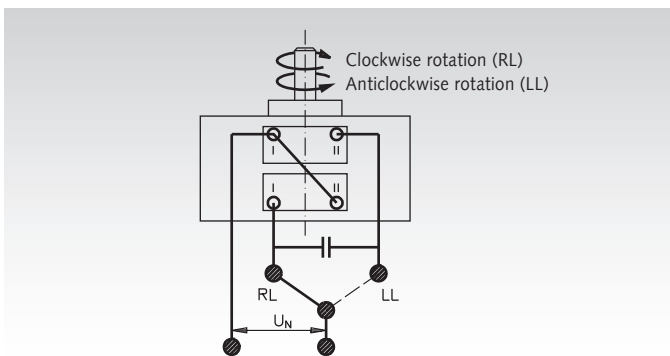 Clockwise rotation (RL)
Anticlockwise rotation (LL)
I II
I II
RL LL
UN